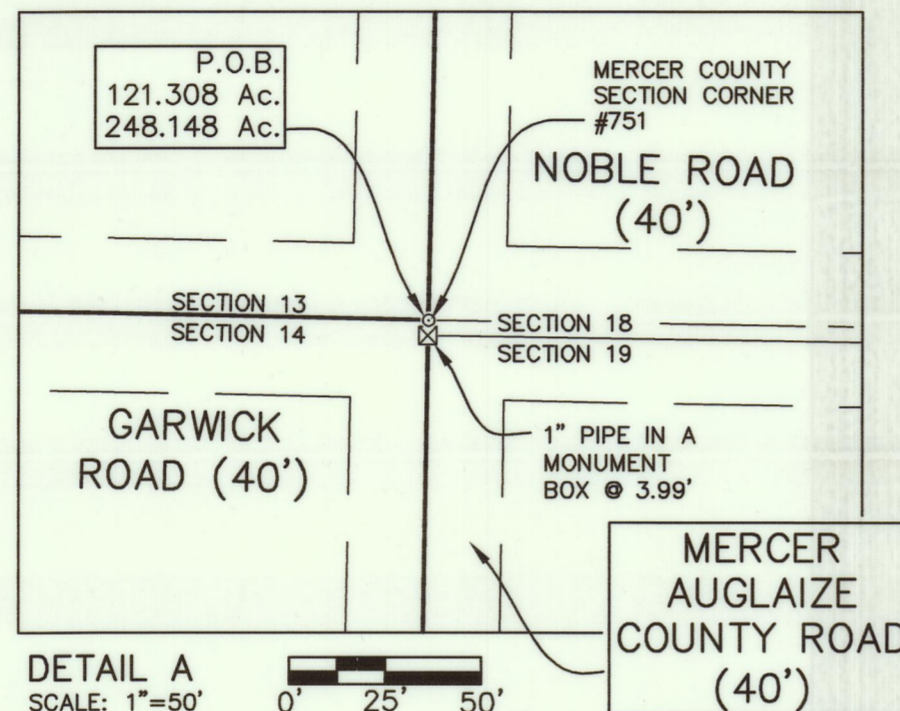 P.O.B.
121.308 Ac.
248.148 Ac.
MERCER COUNTY
SECTION CORNER
#751
NOBLE ROAD
(40')
SECTION 13
SECTION 14
SECTION 18
SECTION 19
GARWICK
ROAD (40')
1" PIPE IN A
MONUMENT
BOX @ 3.99'
MERCER
AUGLAIZE
COUNTY ROAD
(40')
DETAIL A
SCALE: 1"=50'
0' 25' 50'